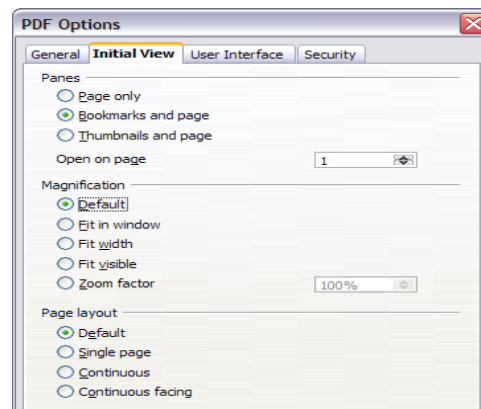 PDF Options
General Initial View User Interface Security
Panes
Page only
Bookmarks and page
Thumbnails and page
Open on page 1
Magnification
Default
Fit in window
Fit width
Fit visible
Zoom factor 100%
Page layout
Default
Single page
Continuous
Continuous facing